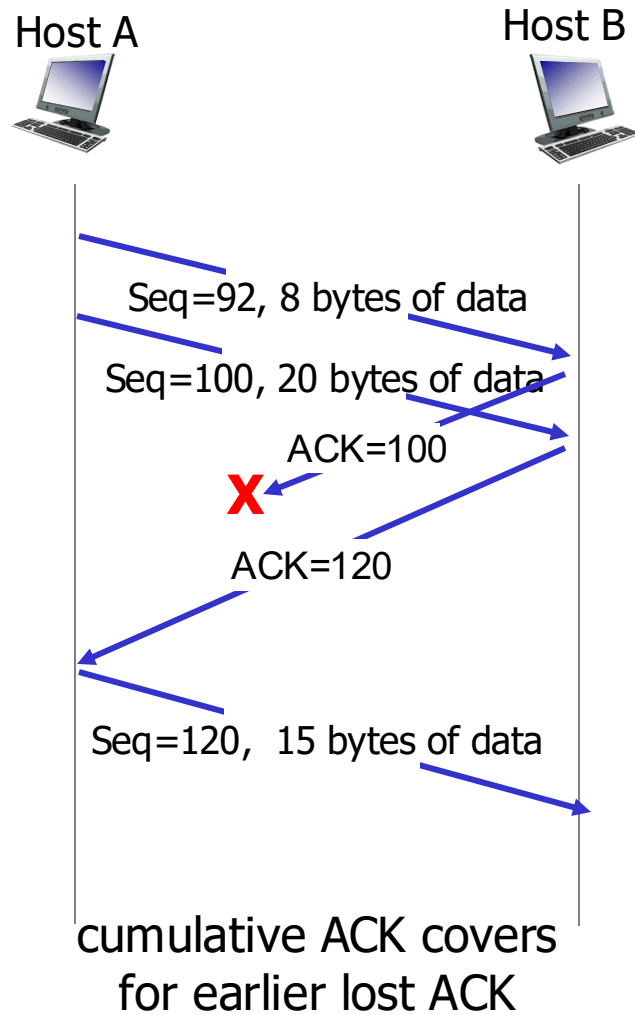 Host A
Host B
Seq=92, 8 bytes of data
Seq=100, 20 bytes of data
ACK=100
X
ACK=120
Seq=120, 15 bytes of data
cumulative ACK covers
for earlier lost ACK